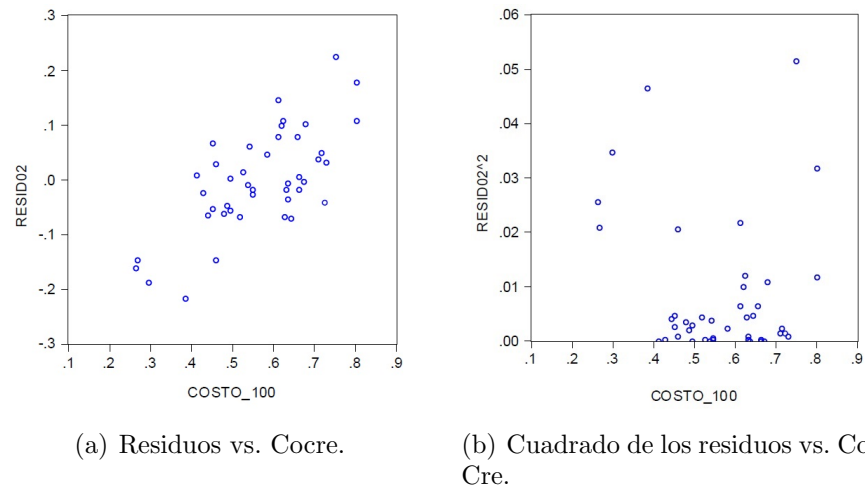 .3
.2
.1
.0
-.1
-.2
-.3
RESID02
.1 .2 .3 .4 .5 .6 .7 .8 .9
COSTO_100
(a) Residuos vs. Cocre.
.06
.05
.04
.03
.02
.01
.00
RESID02^2
.1 .2 .3 .4 .5 .6 .7 .8 .9
COSTO_100
(b) Cuadrado de los residuos vs. Co
Cre.